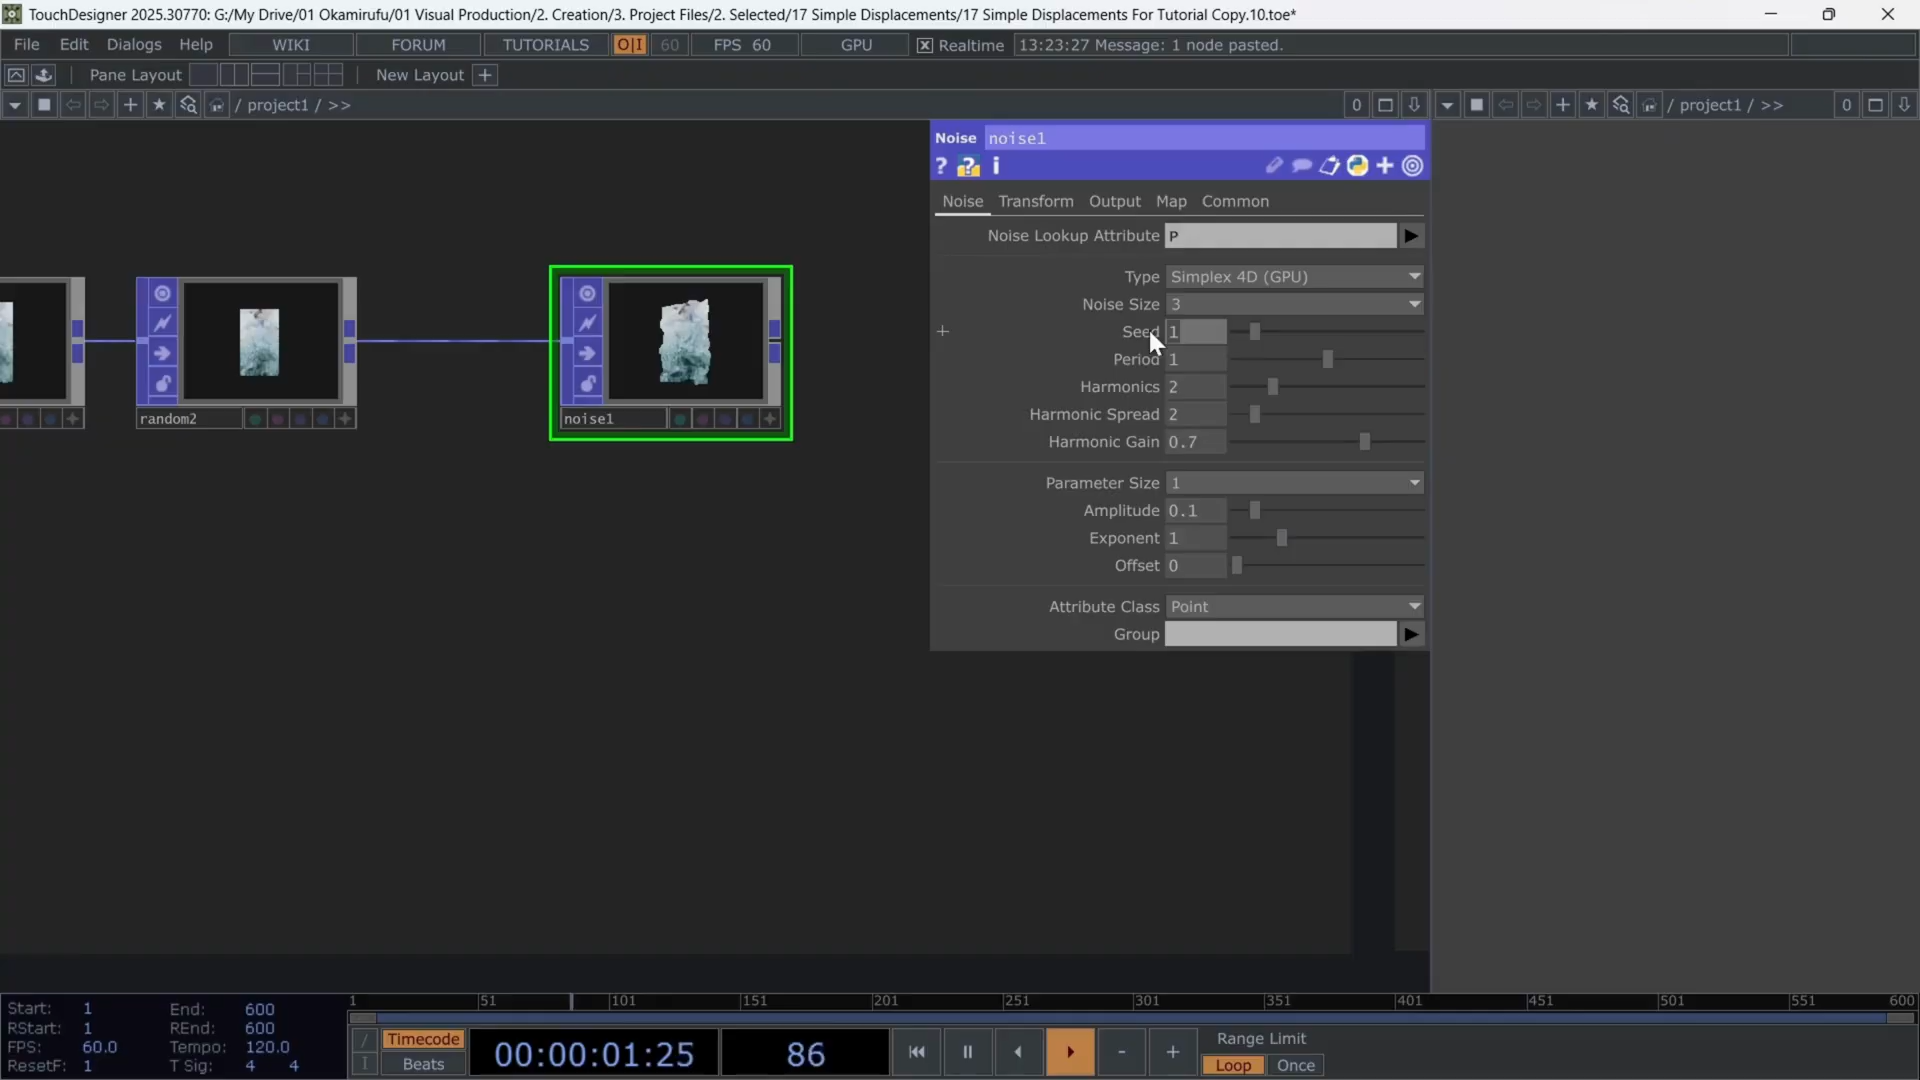 TouchDesigner 2025.30770: G:/My Drive/01 Okamirufu/01 Visual Production/2. Creation/3. Project Files/2. Selected/17 Simple Displacements/17 Simple Displacements For Tutorial Copy.10.toe*
File Edit Dialogs Help WIKI FORUM TUTORIALS O|I 60 FPS 60 GPU X Realtime 13:23:27 Message: 1 node pasted.
Pane Layout New Layout +
/ project1 / >> 0 / project1 / >> 0
Noise noise1
? ? i
Noise Transform Output Map Common
Noise Lookup Attribute P
Type Simplex 4D (GPU)
Noise Size 3
+ Seed 1
Period 1
Harmonics 2
Harmonic Spread 2
Harmonic Gain 0.7
Parameter Size 1
Amplitude 0.1
Exponent 1
Offset 0
Attribute Class Point
Group
random2
noise1
1 51 101 151 201 251 301 351 401 451 501 551 600
Start: 1 End: 600
RStart: 1 REnd: 600
FPS: 60.0 Tempo: 120.0
ResetF: 1 T Sig: 4 4
/ Timecode
I Beats
00:00:01:25 86
- +
Range Limit
Loop Once